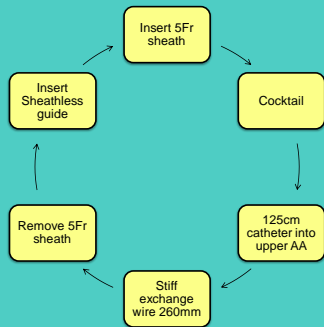 Insert 5Fr
sheath
Cocktail
125cm
catheter into
upper AA
Stiff
exchange
wire 260mm
Remove 5Fr
sheath
Insert
Sheathless
guide